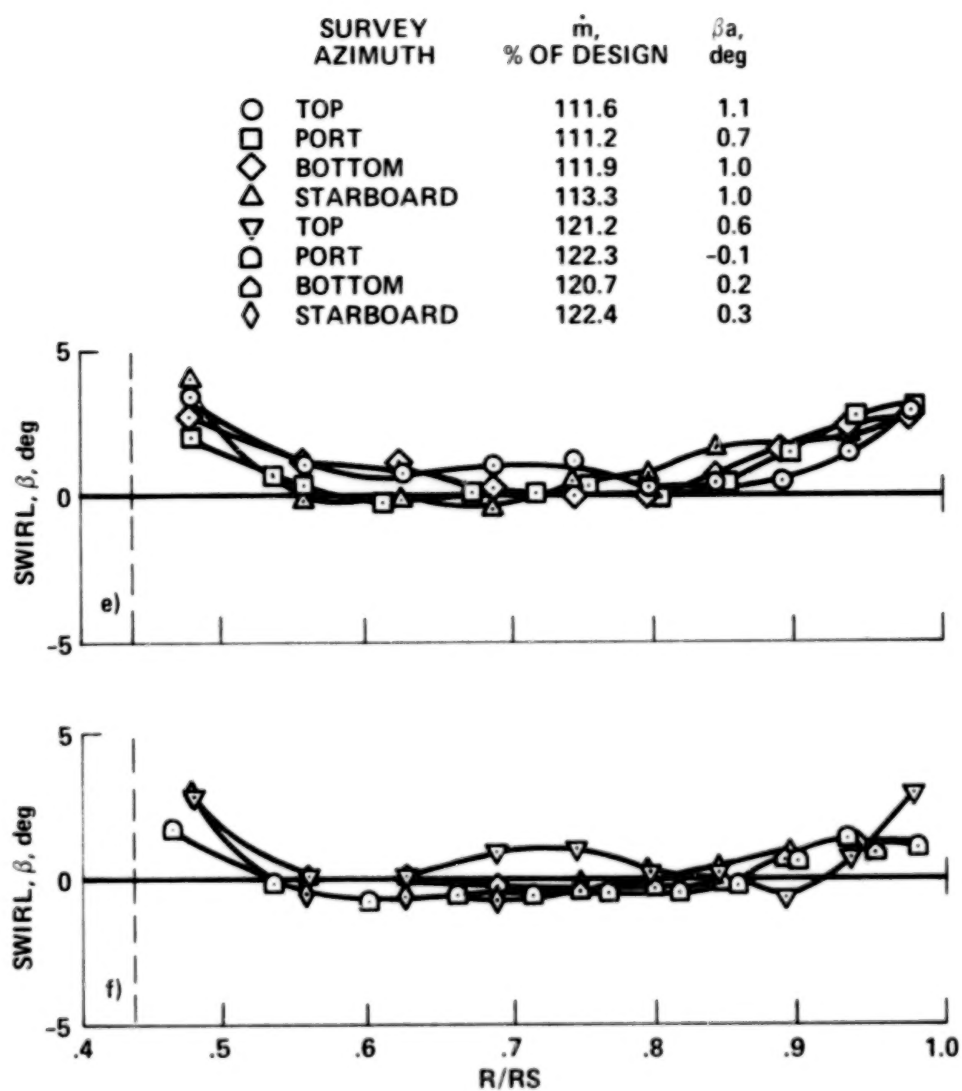 SURVEY AZIMUTH ṁ, % OF DESIGN βa, deg
TOP 111.6 1.1
PORT 111.2 0.7
BOTTOM 111.9 1.0
STARBOARD 113.3 1.0
TOP 121.2 0.6
PORT 122.3 -0.1
BOTTOM 120.7 0.2
STARBOARD 122.4 0.3
5
0
-5
SWIRL, β, deg
e)
5
0
-5
SWIRL, β, deg
f)
.4 .5 .6 .7 .8 .9 1.0
R/RS